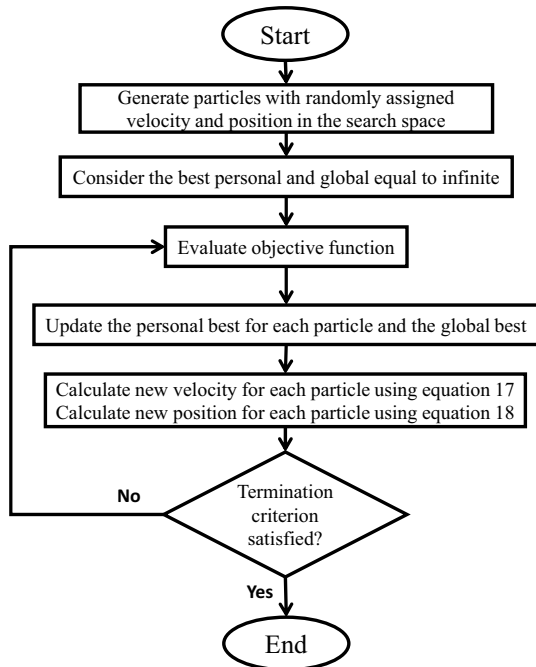 Start
Generate particles with randomly assigned
velocity and position in the search space
Consider the best personal and global equal to infinite
Evaluate objective function
Update the personal best for each particle and the global best
Calculate new velocity for each particle using equation 17
Calculate new position for each particle using equation 18
No
Termination
criterion
satisfied?
Yes
End